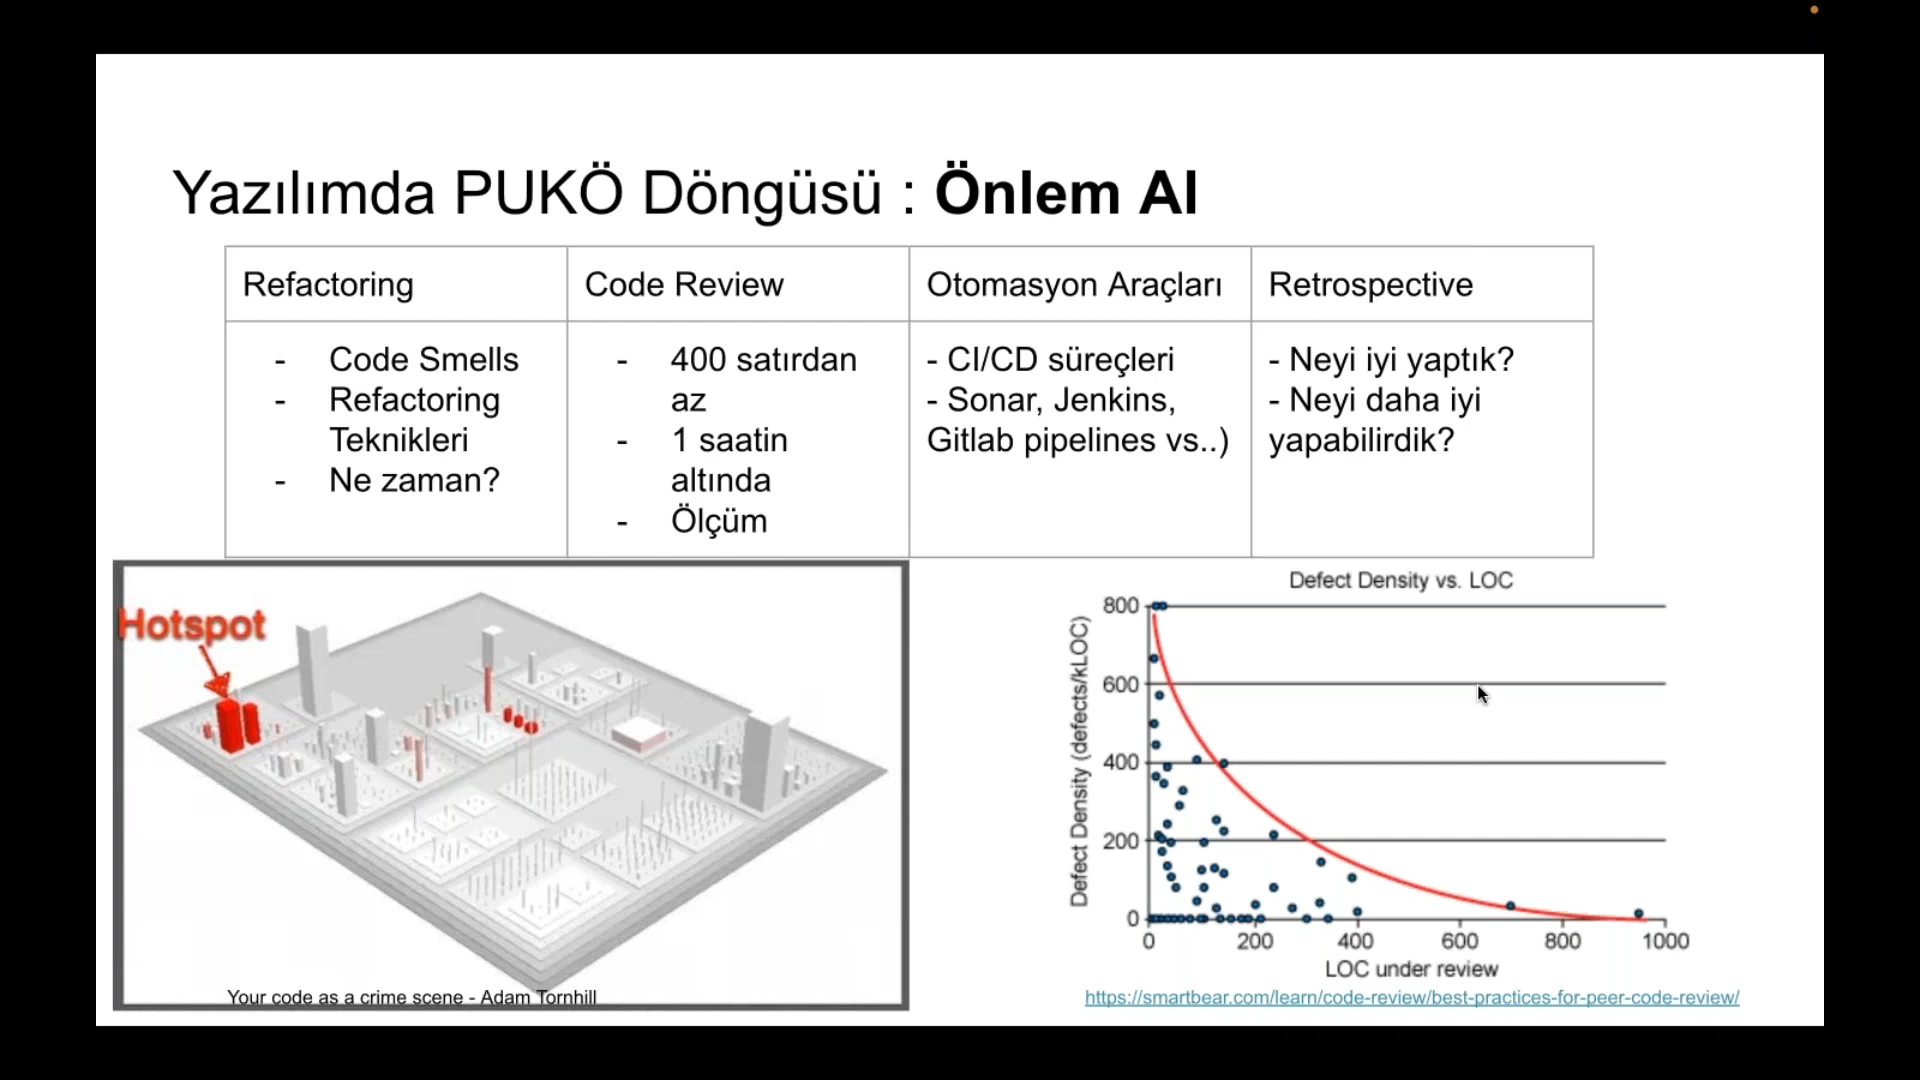 Yazılımda PUKÖ Döngüsü : Önlem Al
Refactoring
- Code Smells
- Refactoring
Teknikleri
- Ne zaman?
Code Review
- 400 satırdan
az
- 1 saatin
altında
- Ölçüm
Otomasyon Araçları
- CI/CD süreçleri
- Sonar, Jenkins,
Gitlab pipelines vs..)
Retrospective
- Neyi iyi yaptık?
- Neyi daha iyi
yapabilirdik?
Hotspot
Your code as a crime scene - Adam Tornhill
Defect Density vs. LOC
Defect Density (defects/kLOC)
800
600
400
200
0
0 200 400 600 800 1000
LOC under review
https://smartbear.com/learn/code-review/best-practices-for-peer-code-review/